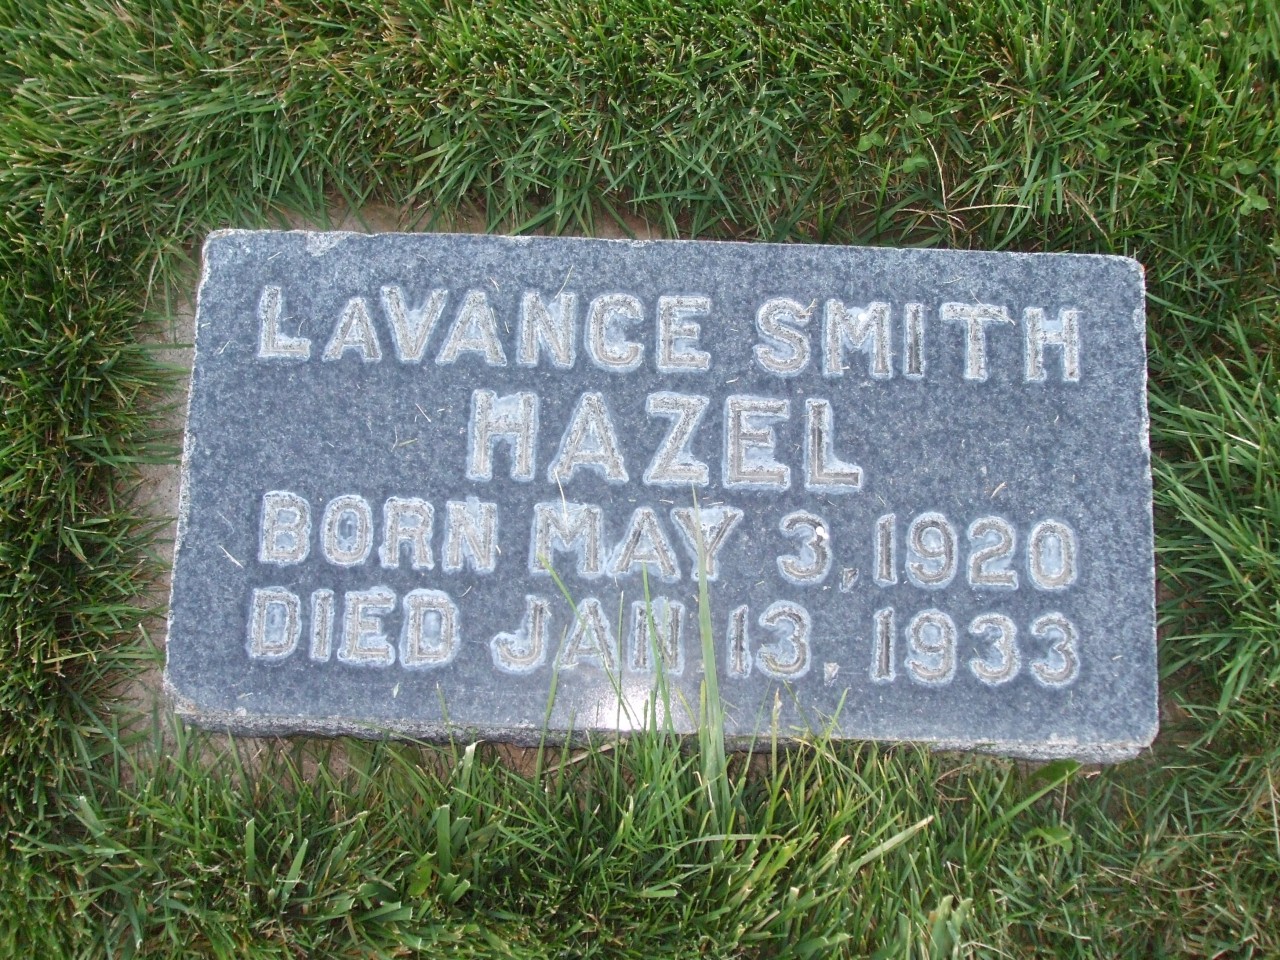 LAVANCE SMITH
HAZEL
BORN MAY 3, 1920
DIED JAN 13, 1933